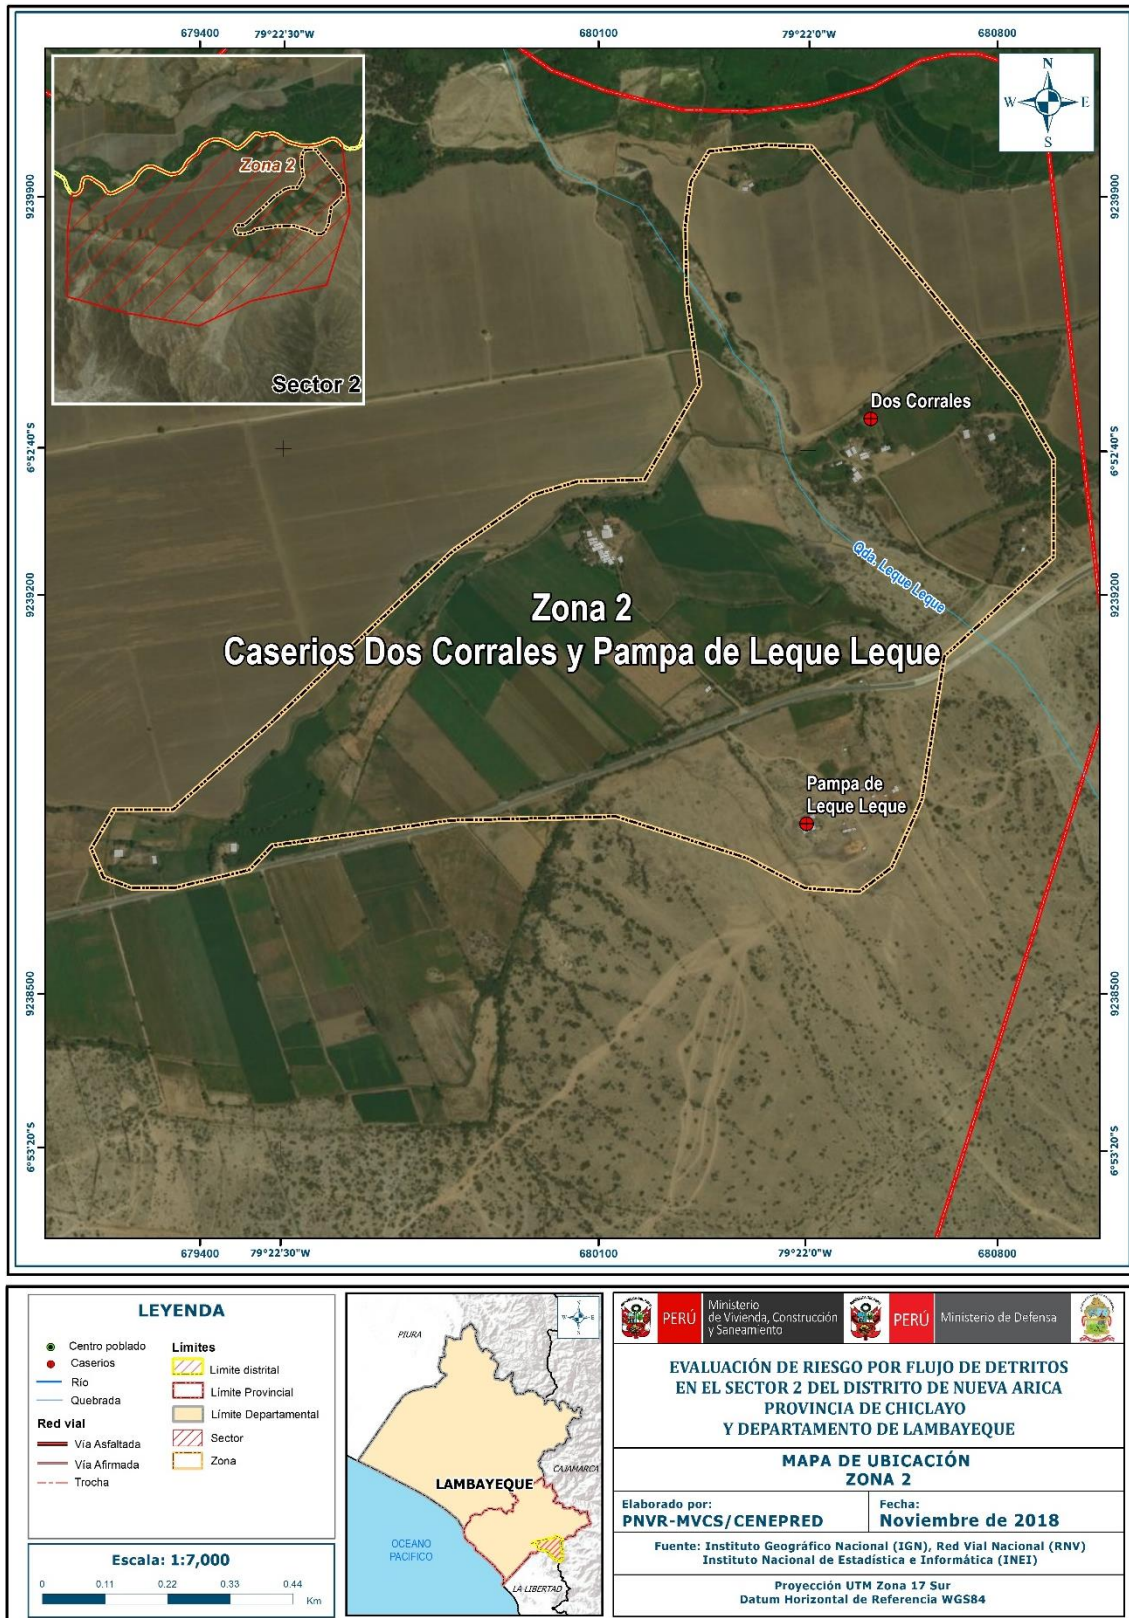 679400
79°22'30"W
680100
79°22'0"W
680800
N
W
E
S
Zona 2
Sector 2
9239900
9239900
Dos Corrales
6°52'40"S
6°52'40"S
Qda. Leque Leque
9239200
9239200
Zona 2
Caserios Dos Corrales y Pampa de Leque Leque
Pampa de
Leque Leque
9238500
9238500
6°53'20"S
6°53'20"S
679400
79°22'30"W
680100
79°22'0"W
680800
LEYENDA
Centro poblado
Caserios
Río
Quebrada
Red vial
Vía Asfaltada
Vía Afirmada
Trocha
Límites
Limite distrital
Límite Provincial
Límite Departamental
Sector
Zona
Escala: 1:7,000
0
0.11
0.22
0.33
0.44
Km
N
W
E
S
PIURA
CAJAMARCA
LAMBAYEQUE
OCEANO
PACIFICO
LA LIBERTAD
PERÚ
Ministerio
de Vivienda, Construcción
y Saneamiento
PERÚ
Ministerio de Defensa
EVALUACIÓN DE RIESGO POR FLUJO DE DETRITOS
EN EL SECTOR 2 DEL DISTRITO DE NUEVA ARICA
PROVINCIA DE CHICLAYO
Y DEPARTAMENTO DE LAMBAYEQUE
MAPA DE UBICACIÓN
ZONA 2
Elaborado por:
PNVR-MVCS/CENEPRED
Fecha:
Noviembre de 2018
Fuente: Instituto Geográfico Nacional (IGN), Red Vial Nacional (RNV)
Instituto Nacional de Estadística e Informática (INEI)
Proyección UTM Zona 17 Sur
Datum Horizontal de Referencia WGS84